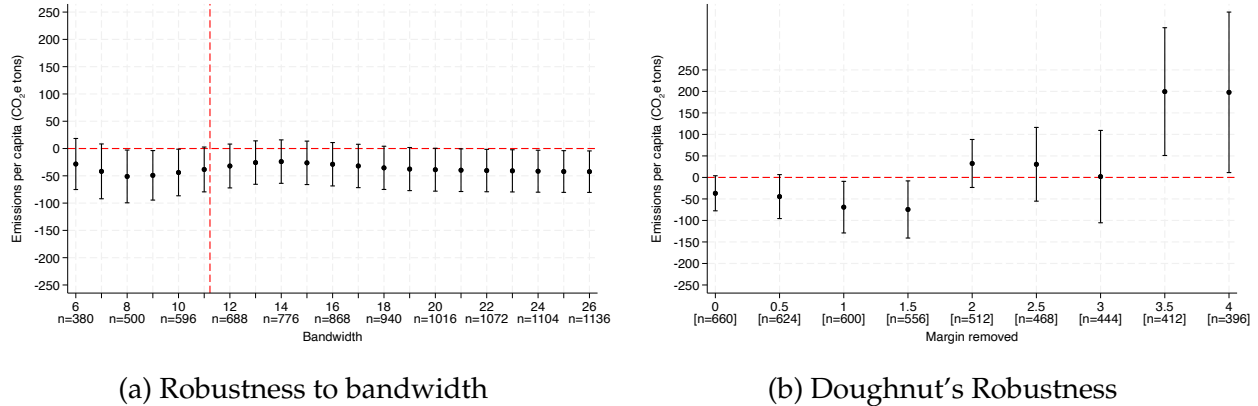 Emissions per capita (CO₂e tons)
250
200
150
100
50
0
-50
-100
-150
-200
-250
6 8 10 12 14 16 18 20 22 24 26
n=380 n=500 n=596 n=688 n=776 n=868 n=940 n=1016 n=1072 n=1104 n=1136
Bandwidth
(a) Robustness to bandwidth
Emissions per capita (CO₂e tons)
250
200
150
100
50
0
-50
-100
-150
-200
-250
0 0.5 1 1.5 2 2.5 3 3.5 4
[n=660] [n=624] [n=600] [n=556] [n=512] [n=468] [n=444] [n=412] [n=396]
Margin removed
(b) Doughnut's Robustness